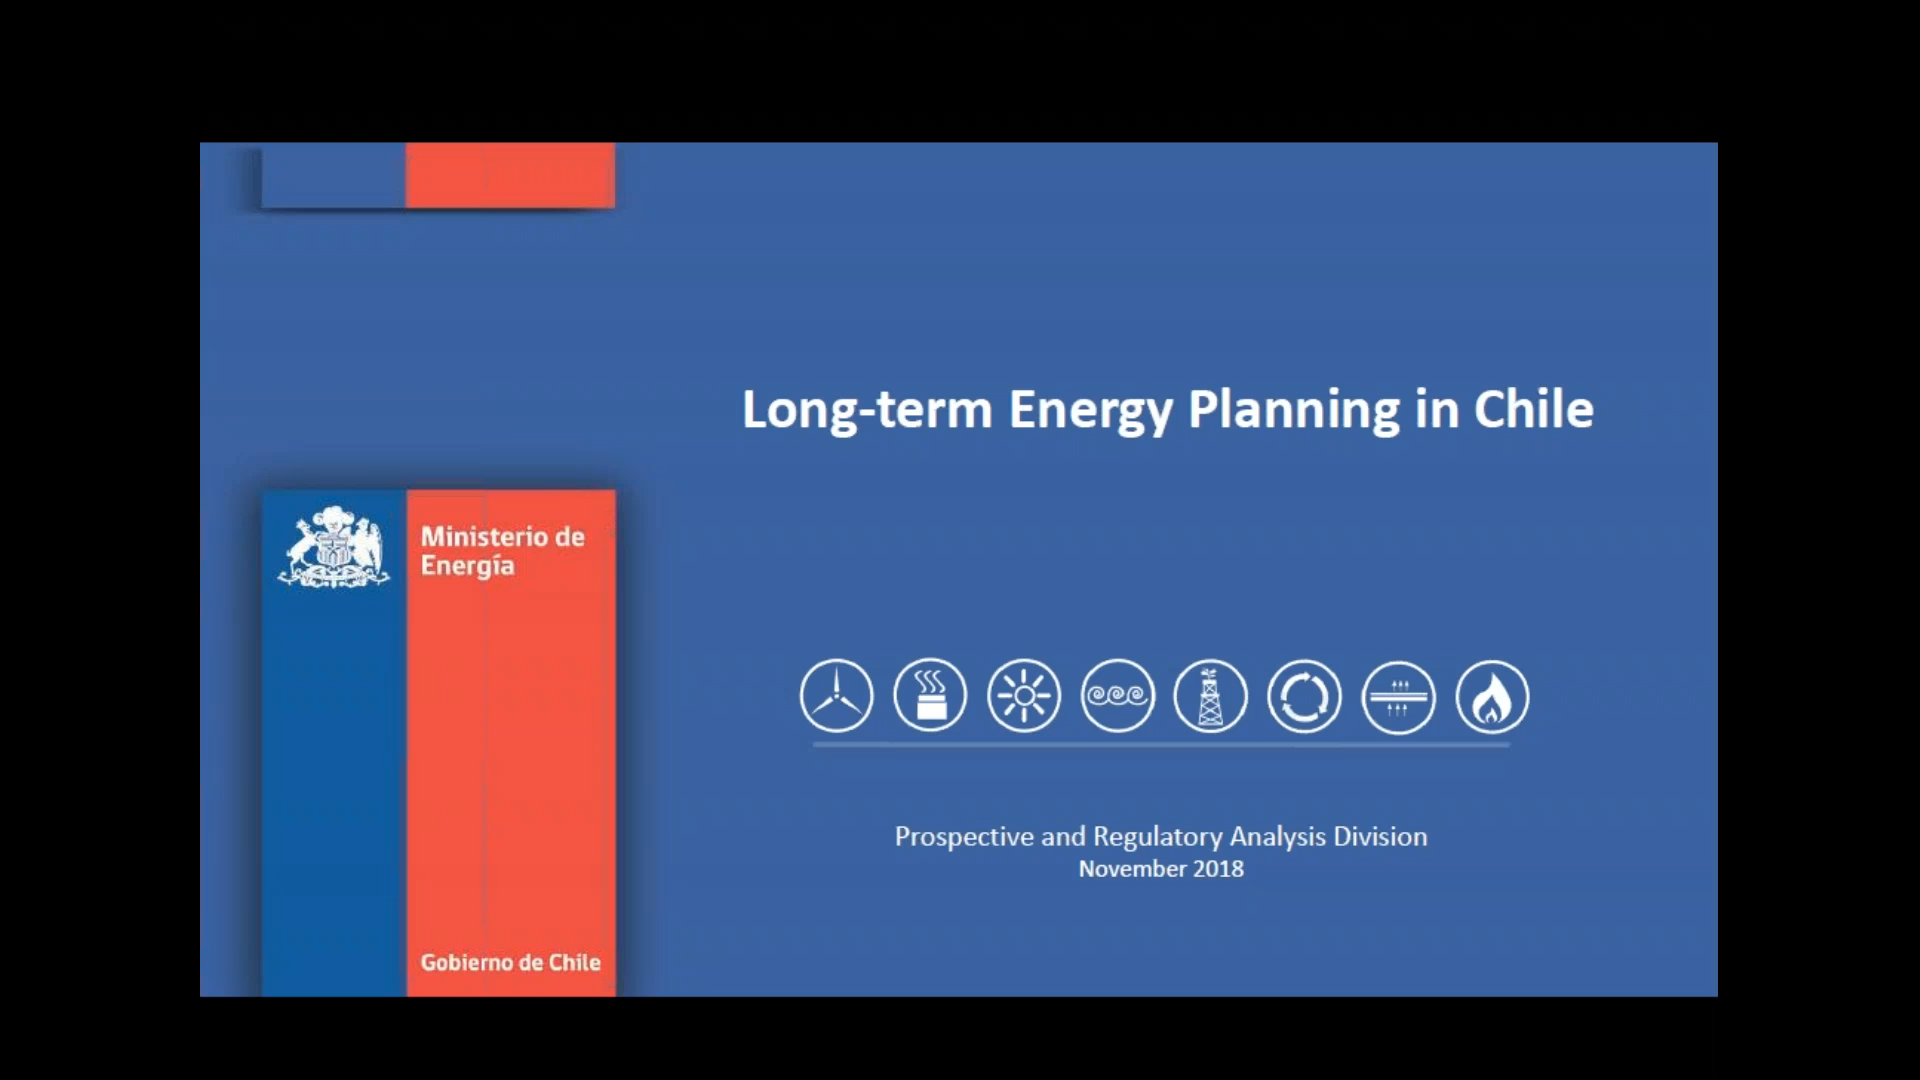 Long-term Energy Planning in Chile
Ministerio de
Energía
Prospective and Regulatory Analysis Division
November 2018
Gobierno de Chile